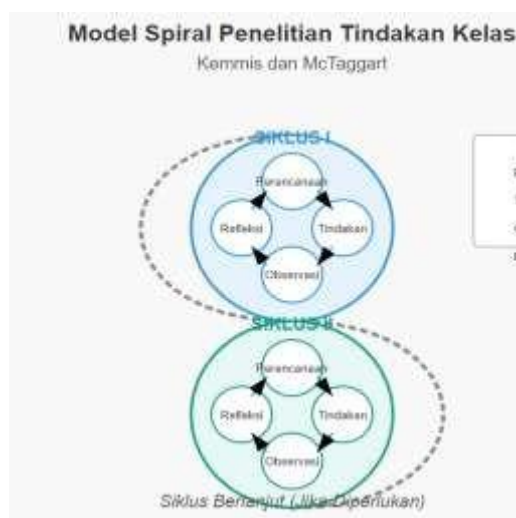 Model Spiral Penelitian Tindakan Kelas
Kemmis dan McTaggart
SIKLUS I
Perencanaan
Refleksi
Tindakan
Observasi
SIKLUS II
Perencanaan
Refleksi
Tindakan
Observasi
Siklus Berlanjut (Jika Diperlukan)